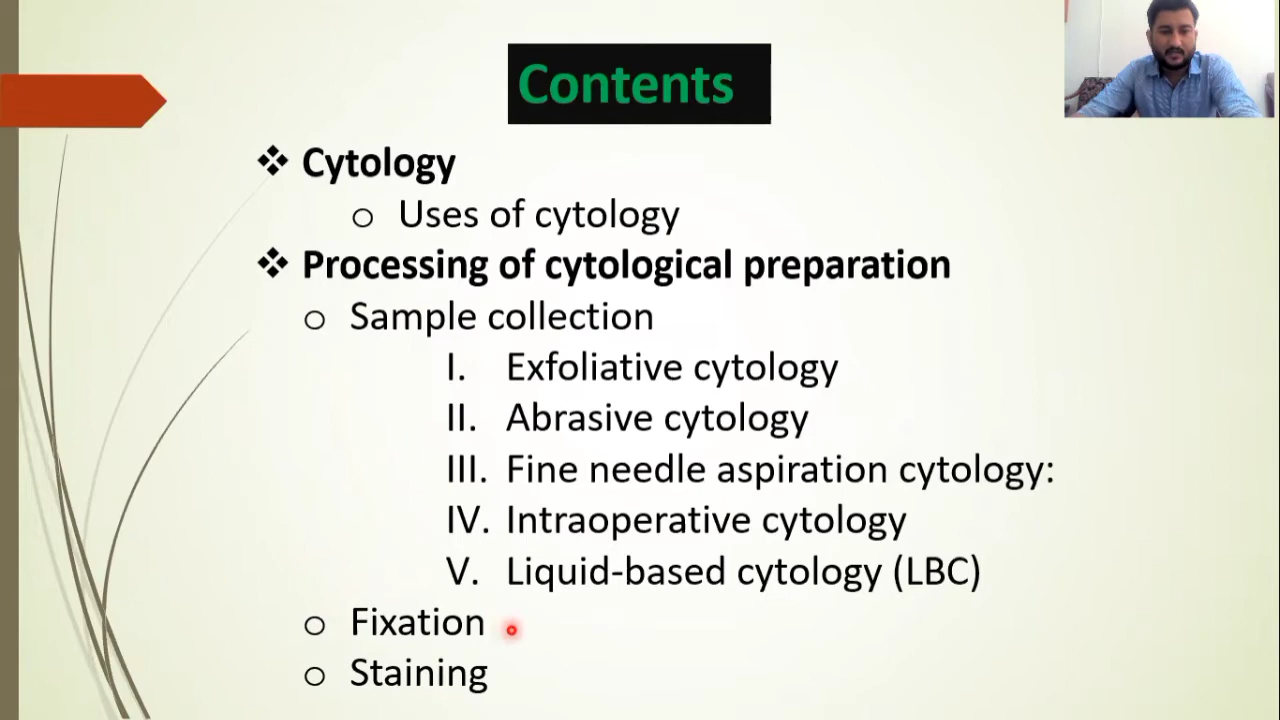 Contents
❖ Cytology
o Uses of cytology
❖ Processing of cytological preparation
o Sample collection
I. Exfoliative cytology
II. Abrasive cytology
III. Fine needle aspiration cytology:
IV. Intraoperative cytology
V. Liquid-based cytology (LBC)
o Fixation
o Staining